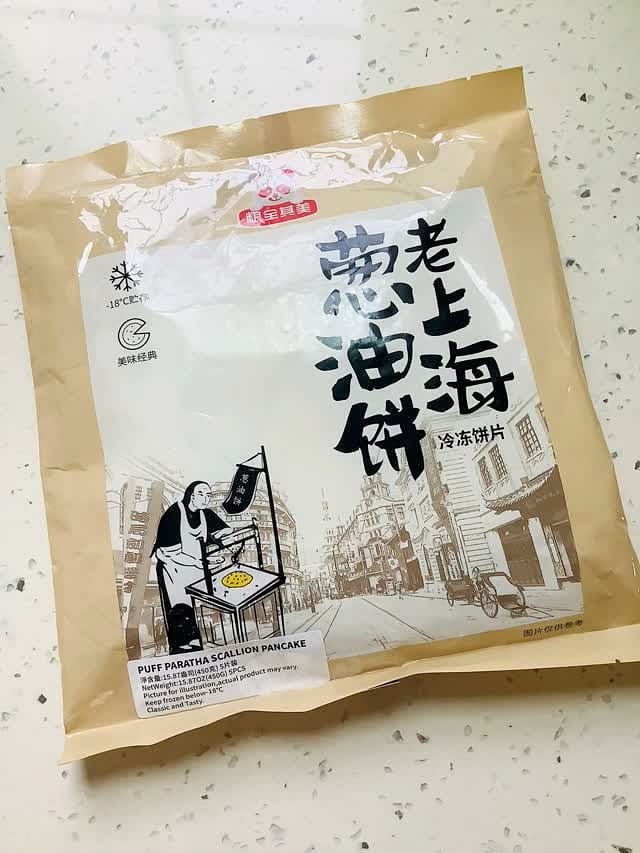 粮全其美
老上海
葱油饼
冷冻饼片
-18°C贮存
美味经典
葱油饼
PUFF PARATHA SCALLION PANCAKE
淨含量:15.87盎司(450克) 5片装
NetWeight:15.87OZ(450G) 5PCS
Picture for illustration,actual product may vary.
Keep frozen below-18°C
Classic and Tasty.
图片仅供参考